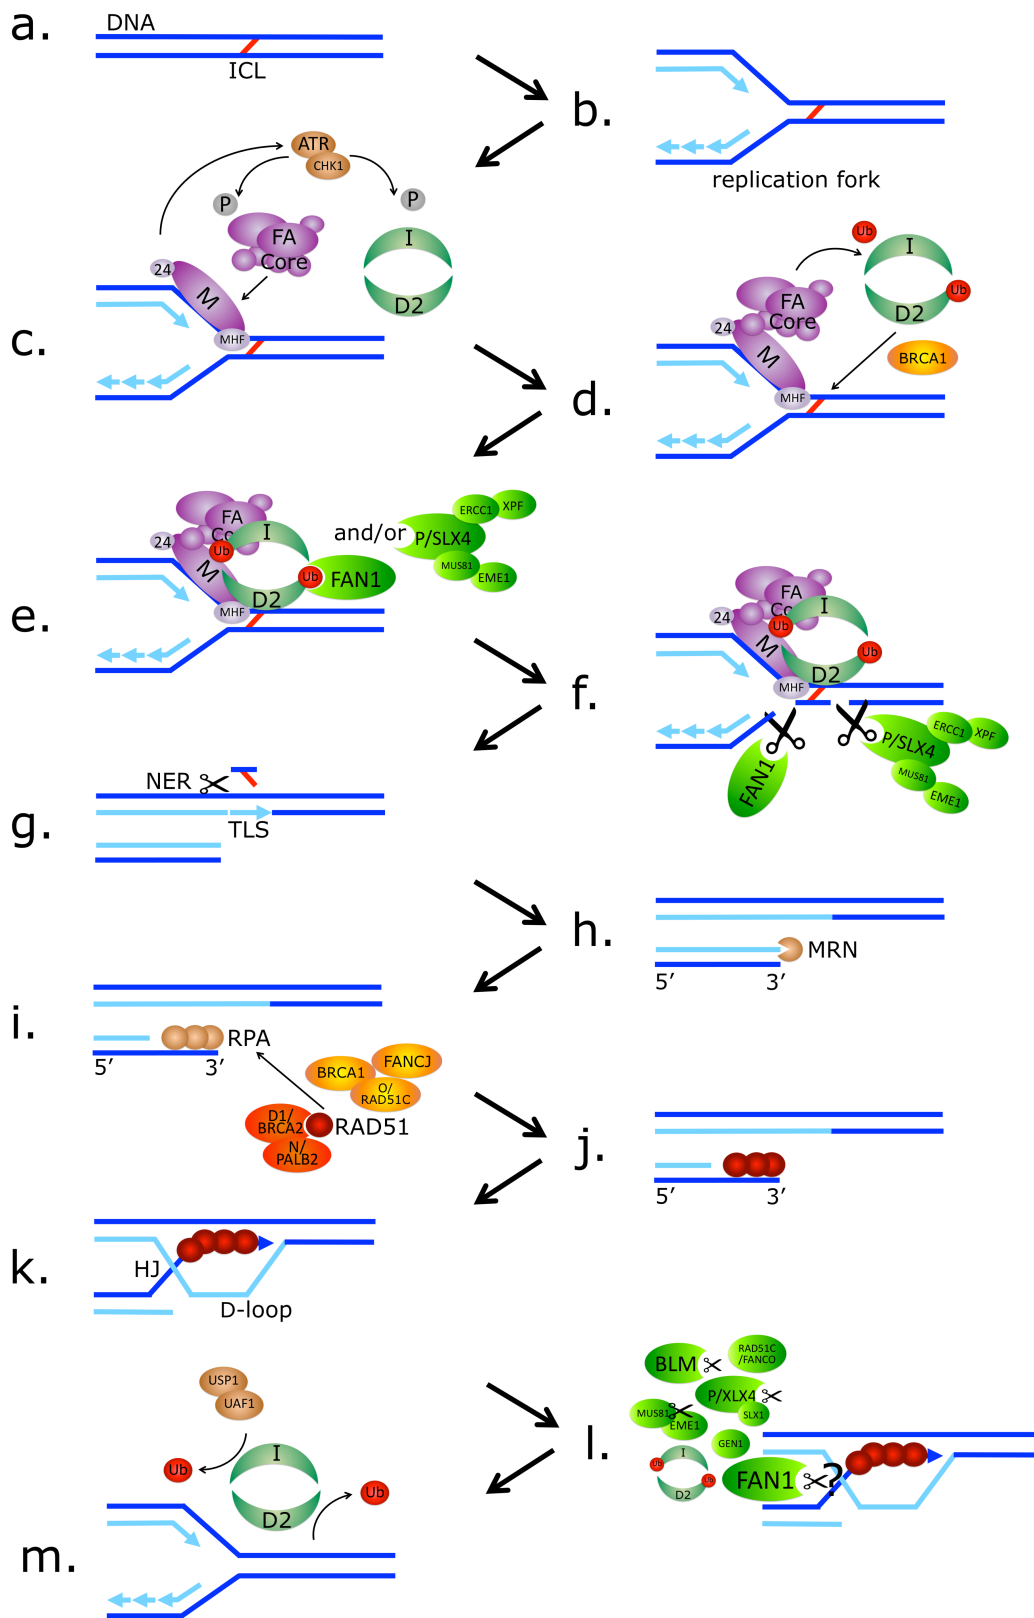 a.
DNA
ICL
b.
replication fork
ATR
CHK1
P
P
FA
Core
I
D2
24
M
MHF
c.
Ub
I
Ub
D2
FA
Core
24
M
BRCA1
MHF
d.
FA
Co
I
24
Ub
M
D2
MHF
Ub
FAN1
and/or
ERCC1
XPF
P/SLX4
MUS81
EME1
e.
FA
Co
I
24
Ub
M
Ub
D2
MHF
f.
FAN1
ERCC1
XPF
P/SLX4
MUS81
EME1
NER
g.
TLS
h.
MRN
5′
3′
i.
RPA
5′
3′
BRCA1
FANCJ
O/
RAD51C
D1/
BRCA2
RAD51
N/
PALB2
j.
5′
3′
k.
HJ
D-loop
BLM
RAD51C
/FANCO
P/XLX4
MUS81
EME1
SLX1
GEN1
l.
Ub
I
Ub
D2
FAN1
?
USP1
UAF1
Ub
I
D2
Ub
m.